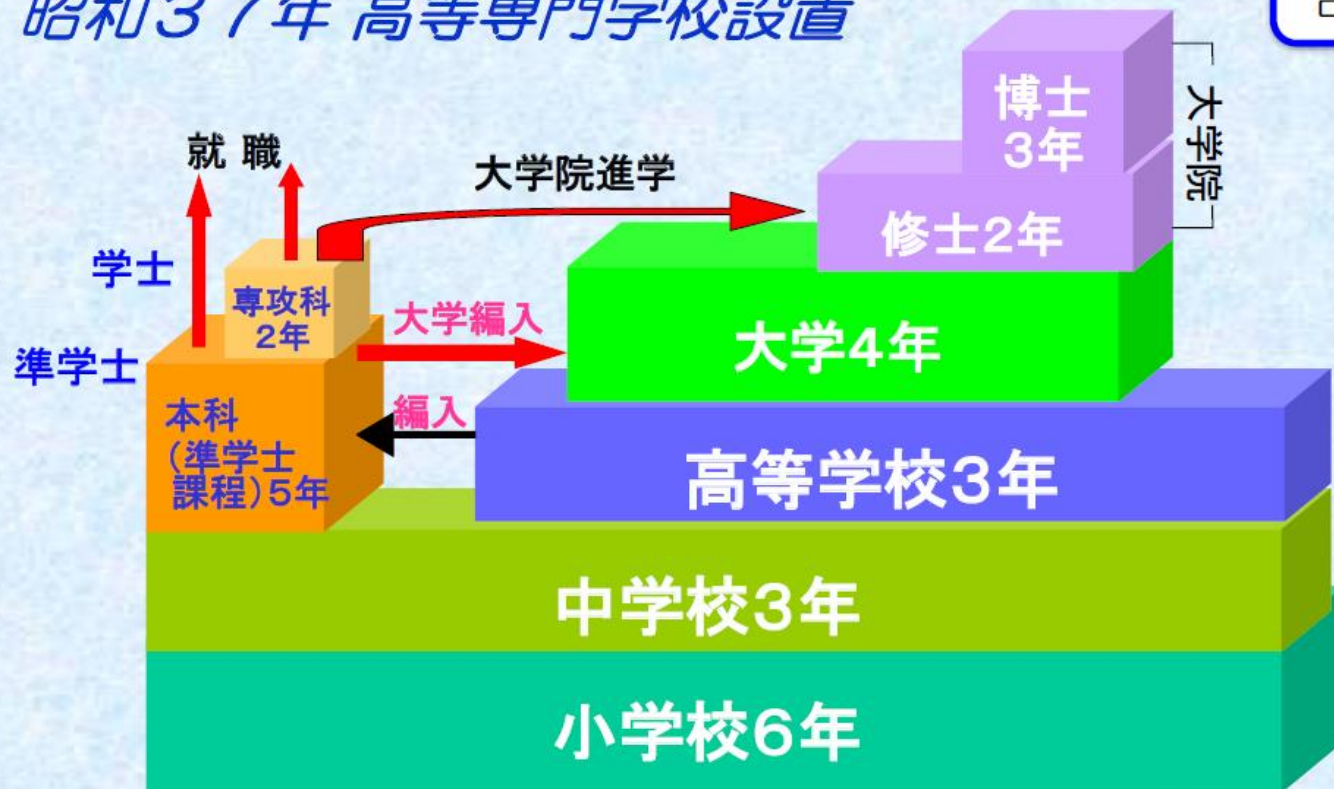 昭和37年 高等専門学校設置
博士
3年
大学院
就 職
大学院進学
修士2年
学士
専攻科
2年
大学編入
大学4年
準学士
本科
(準学士
課程)5年
編入
高等学校3年
中学校3年
小学校6年